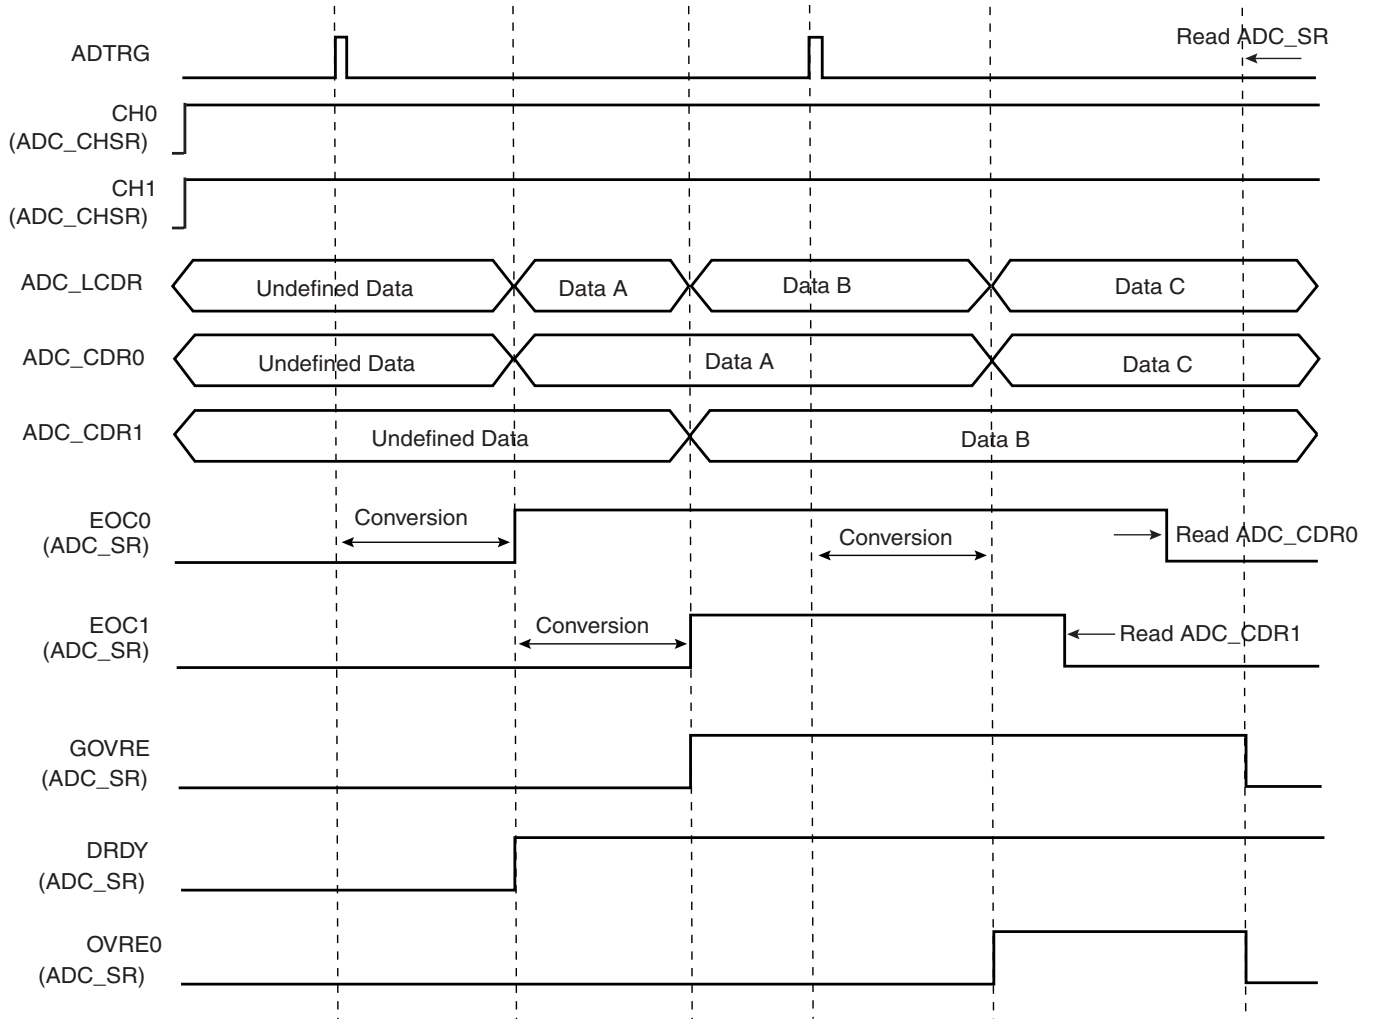 ADTRG
Read ADC_SR
CH0
(ADC_CHSR)
CH1
(ADC_CHSR)
ADC_LCDR
Undefined Data
Data A
Data B
Data C
ADC_CDR0
Undefined Data
Data A
Data C
ADC_CDR1
Undefined Data
Data B
EOC0
(ADC_SR)
Conversion
Conversion
Read ADC_CDR0
EOC1
(ADC_SR)
Conversion
Read ADC_CDR1
GOVRE
(ADC_SR)
DRDY
(ADC_SR)
OVRE0
(ADC_SR)